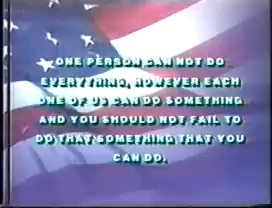 ONE PERSON CAN NOT DO
EVERYTHING, HOWEVER EACH
ONE OF US CAN DO SOMETHING
AND YOU SHOULD NOT FAIL TO
DO THAT SOMETHING THAT YOU
CAN DO.